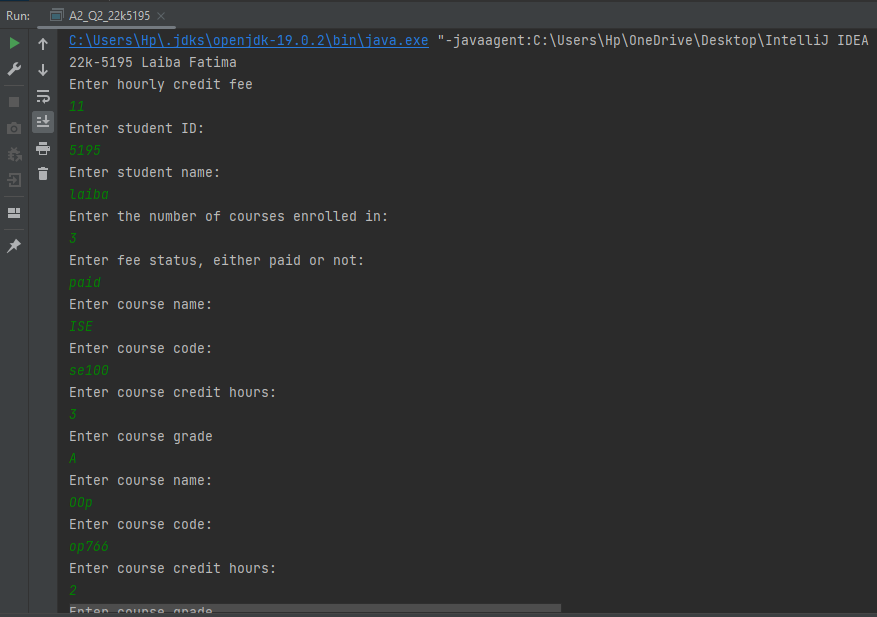 Run: A2_Q2_22k5195
C:\Users\Hp\.jdks\openjdk-19.0.2\bin\java.exe "-javaagent:C:\Users\Hp\OneDrive\Desktop\IntelliJ IDEA
22k-5195 Laiba Fatima
Enter hourly credit fee
11
Enter student ID:
5195
Enter student name:
laiba
Enter the number of courses enrolled in:
3
Enter fee status, either paid or not:
paid
Enter course name:
ISE
Enter course code:
se100
Enter course credit hours:
3
Enter course grade
A
Enter course name:
OOp
Enter course code:
op766
Enter course credit hours:
2
Enter course grade